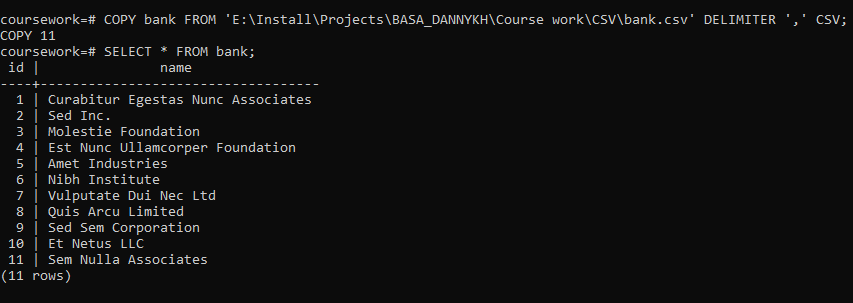 coursework=# COPY bank FROM 'E:\Install\Projects\BASA_DANNYKH\Course work\CSV\bank.csv' DELIMITER ',' CSV;
COPY 11
coursework=# SELECT * FROM bank;
 id |               name
----+-----------------------------------
  1 | Curabitur Egestas Nunc Associates
  2 | Sed Inc.
  3 | Molestie Foundation
  4 | Est Nunc Ullamcorper Foundation
  5 | Amet Industries
  6 | Nibh Institute
  7 | Vulputate Dui Nec Ltd
  8 | Quis Arcu Limited
  9 | Sed Sem Corporation
 10 | Et Netus LLC
 11 | Sem Nulla Associates
(11 rows)